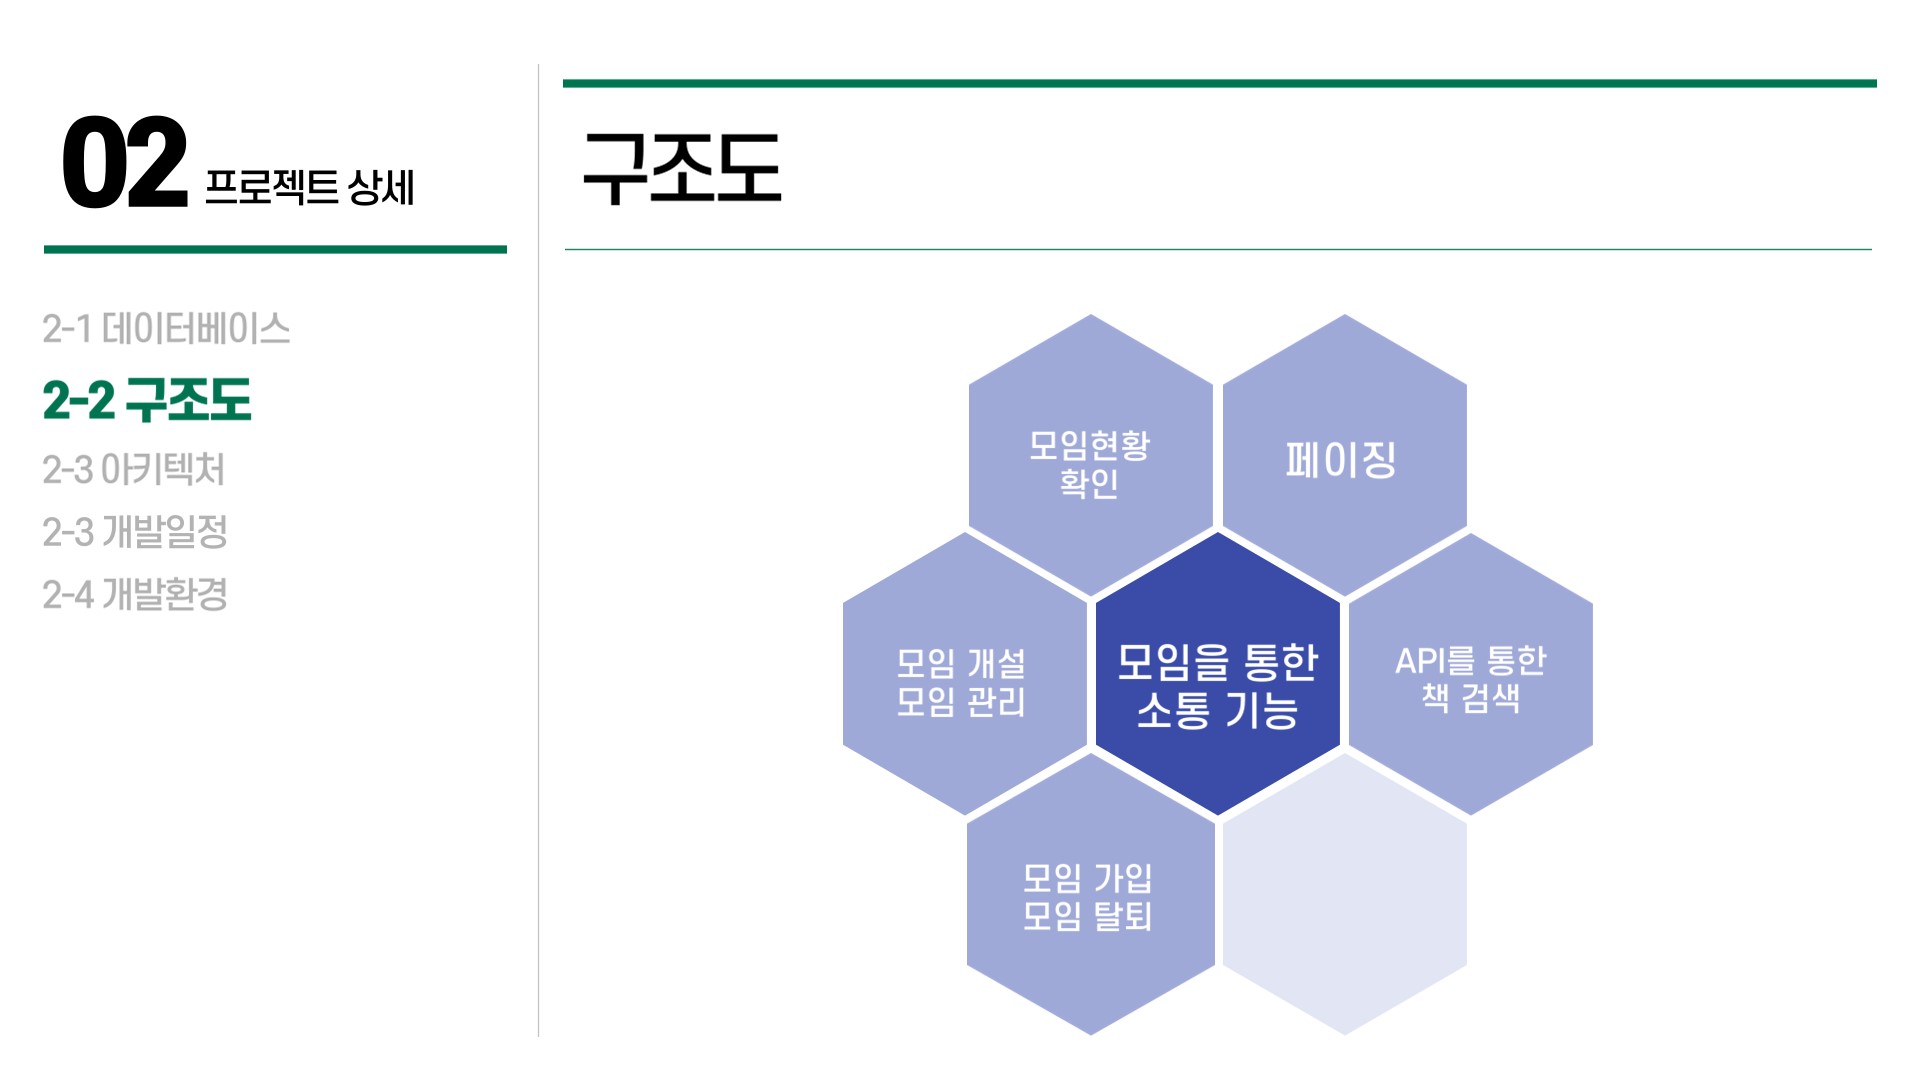 02 프로젝트 상세
2-1 데이터베이스
2-2 구조도
2-3 아키텍처
2-3 개발일정
2-4 개발환경
구조도
모임현황
확인
페이징
모임 개설
모임 관리
모임을 통한
소통 기능
API를 통한
책 검색
모임 가입
모임 탈퇴